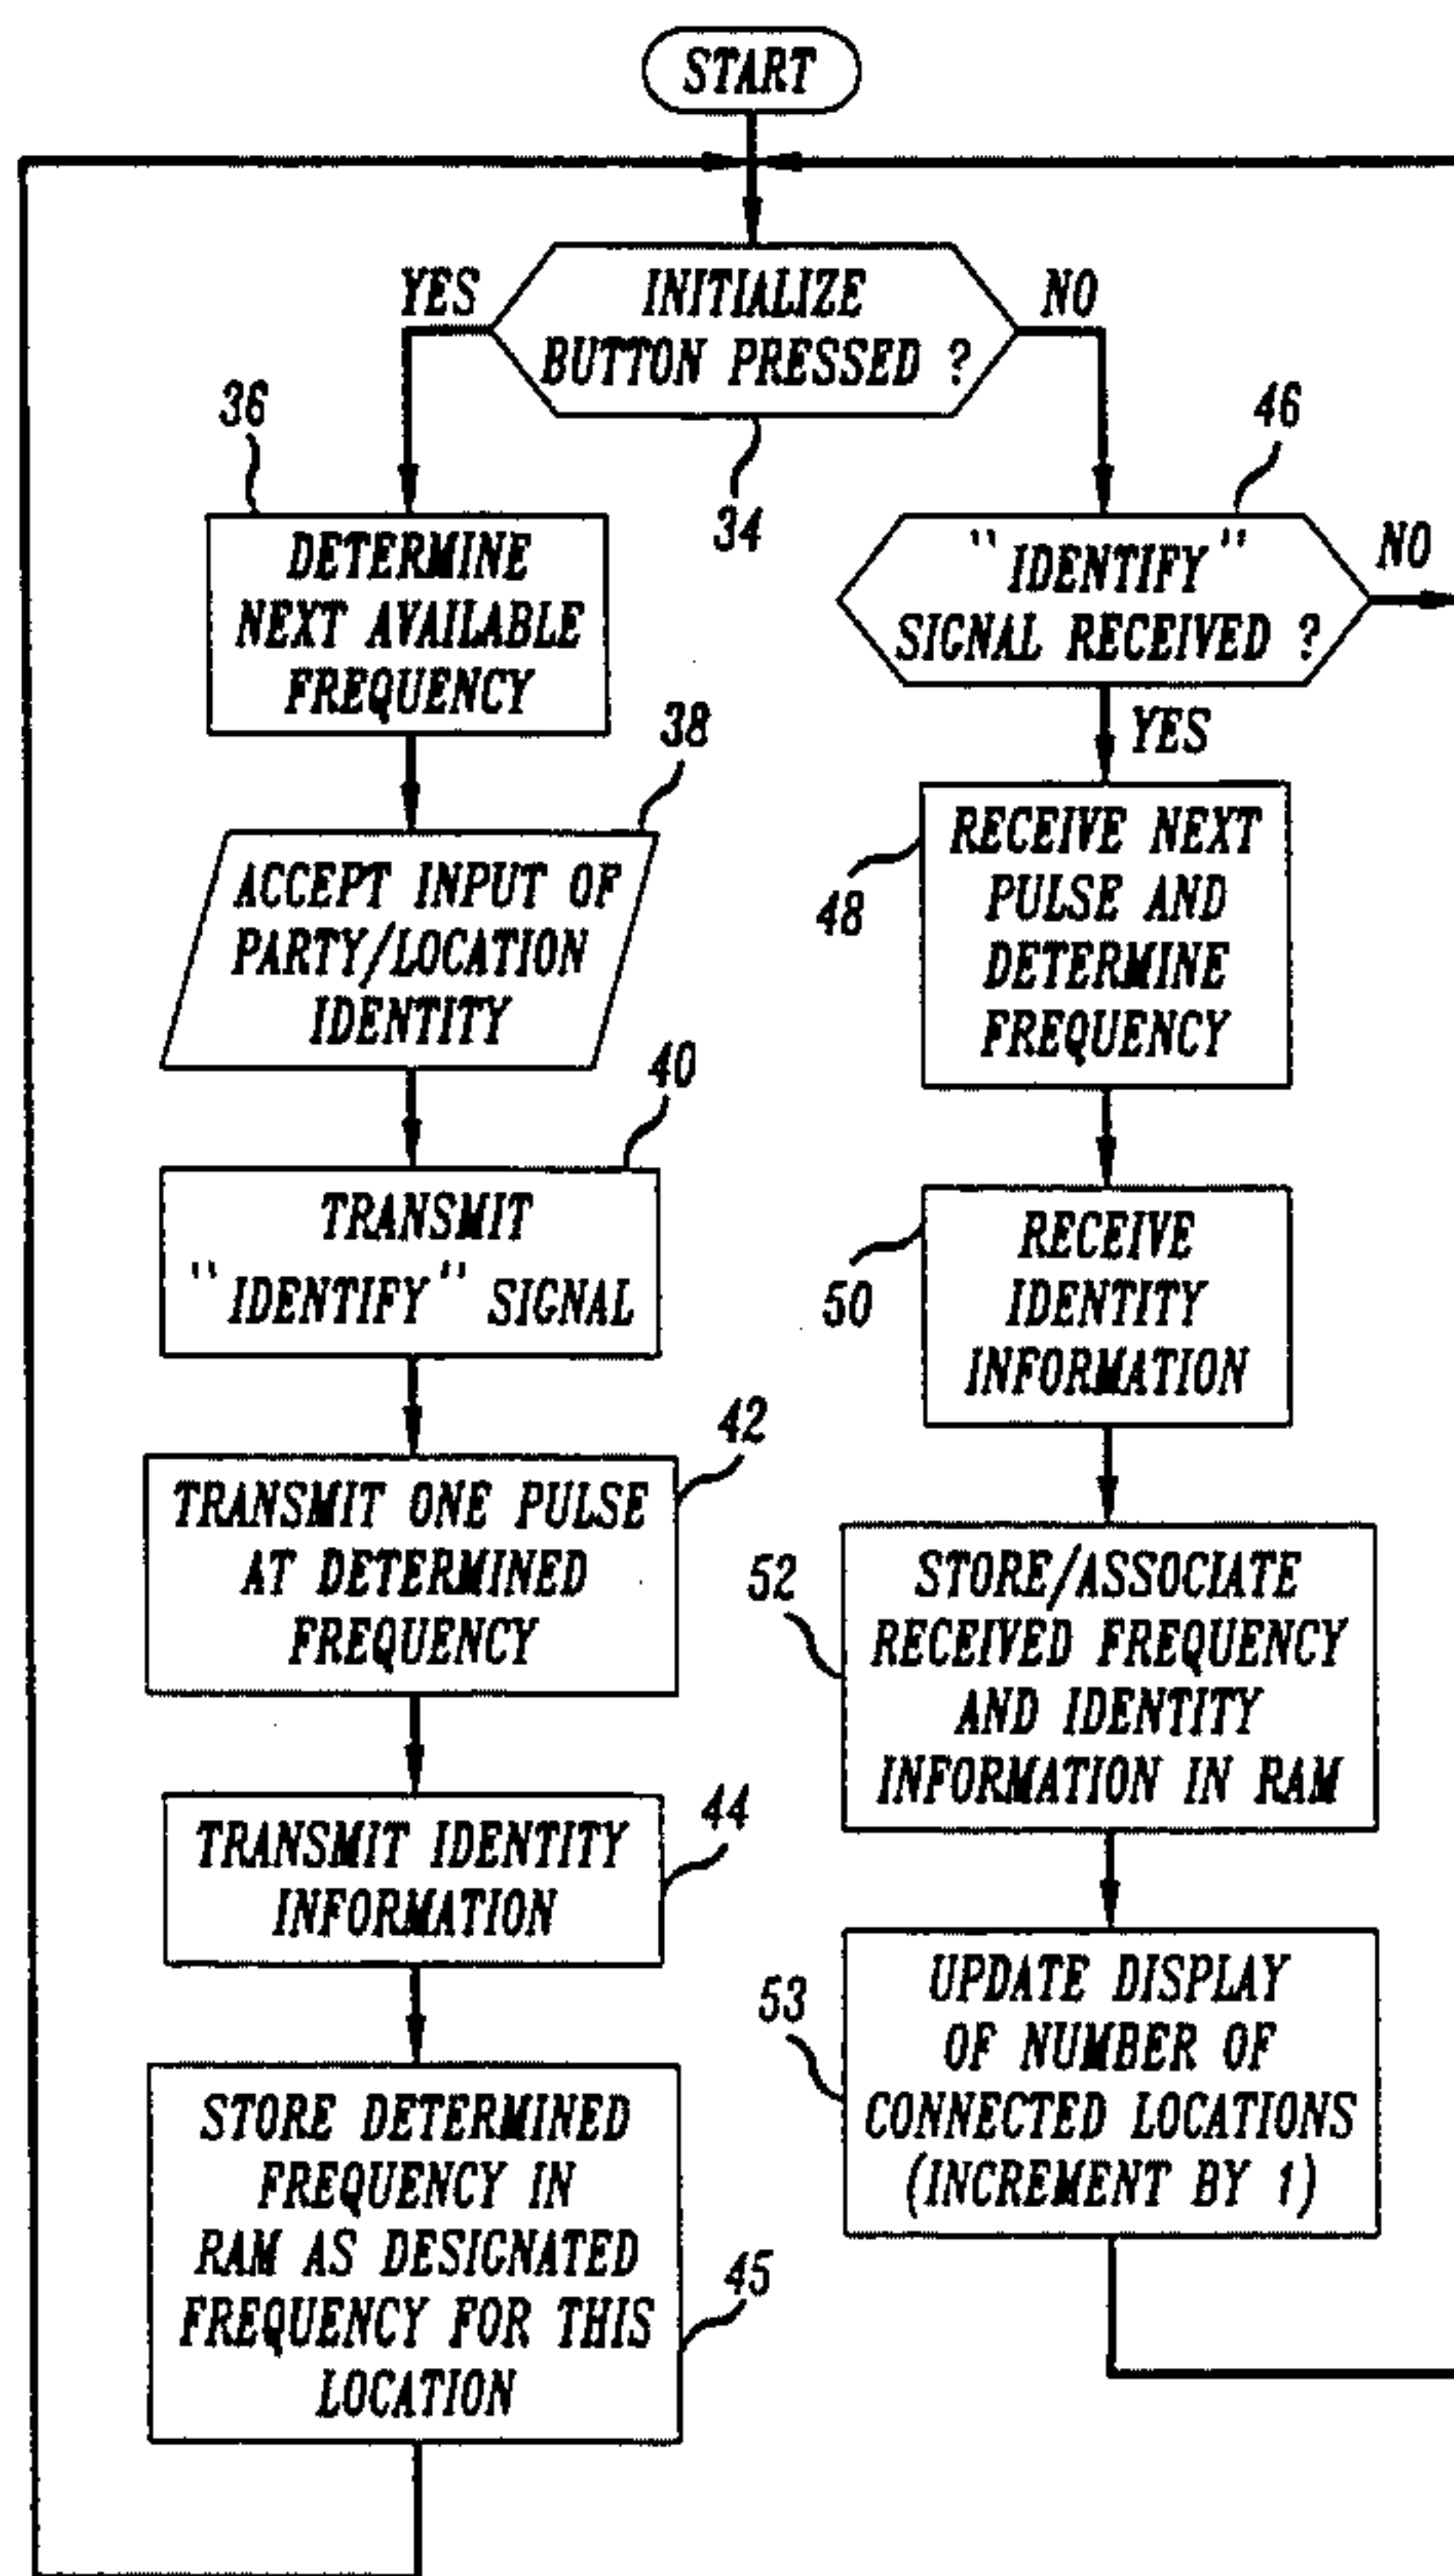 START
YES
INITIALIZE
BUTTON PRESSED ?
NO
34
36
DETERMINE
NEXT AVAILABLE
FREQUENCY
38
ACCEPT INPUT OF
PARTY/LOCATION
IDENTITY
40
TRANSMIT
"IDENTIFY" SIGNAL
42
TRANSMIT ONE PULSE
AT DETERMINED
FREQUENCY
44
TRANSMIT IDENTITY
INFORMATION
45
STORE DETERMINED
FREQUENCY IN
RAM AS DESIGNATED
FREQUENCY FOR THIS
LOCATION
46
"IDENTIFY"
SIGNAL RECEIVED ?
NO
YES
48
RECEIVE NEXT
PULSE AND
DETERMINE
FREQUENCY
50
RECEIVE
IDENTITY
INFORMATION
52
STORE/ASSOCIATE
RECEIVED FREQUENCY
AND IDENTITY
INFORMATION IN RAM
53
UPDATE DISPLAY
OF NUMBER OF
CONNECTED LOCATIONS
(INCREMENT BY 1)